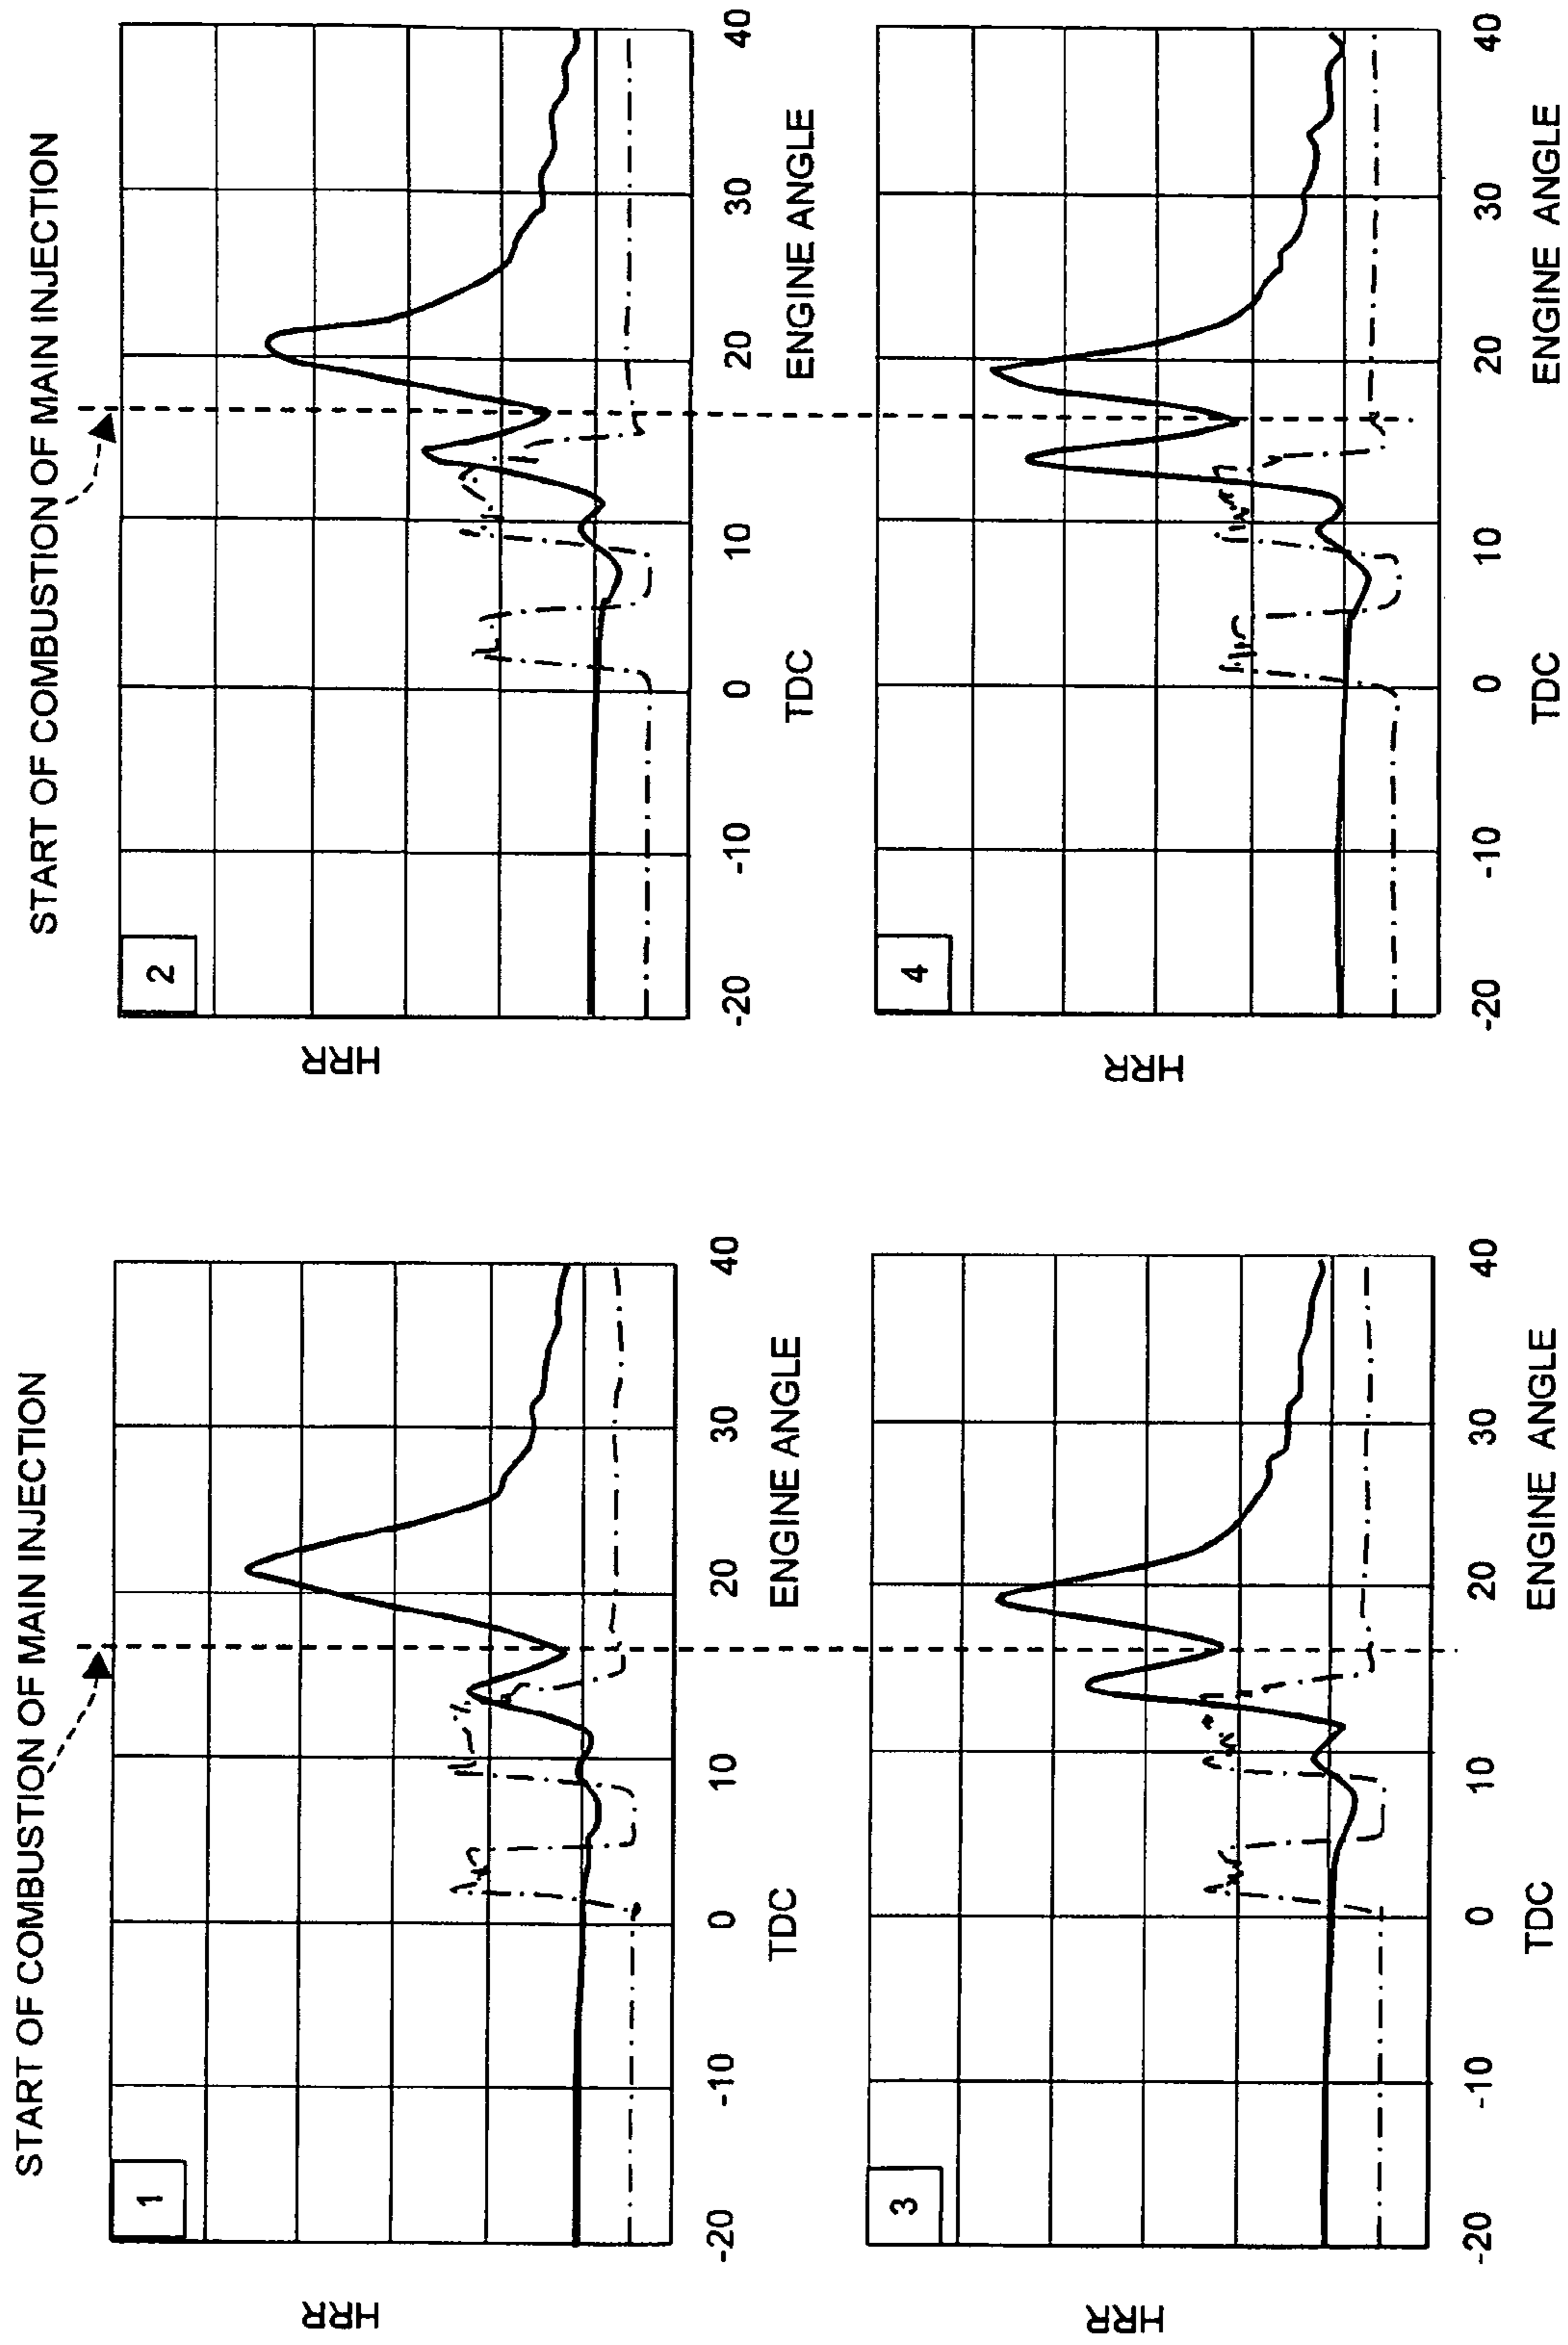 START OF COMBUSTION OF MAIN INJECTION
1
HRR
-20 -10 0 10 20 30 40
TDC ENGINE ANGLE
START OF COMBUSTION OF MAIN INJECTION
2
HRR
-20 -10 0 10 20 30 40
TDC ENGINE ANGLE
3
HRR
-20 -10 0 10 20 30 40
TDC ENGINE ANGLE
4
HRR
-20 -10 0 10 20 30 40
TDC ENGINE ANGLE